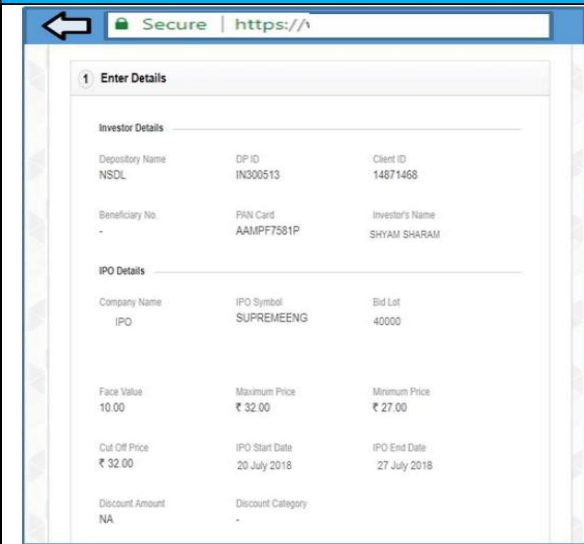 Secure | https://
1 Enter Details
Investor Details
Depository Name DP ID Client ID
NSDL IN300513 14871468
Beneficiary No. PAN Card Investor's Name
- AAMPF7581P SHYAM SHARAM
IPO Details
Company Name IPO Symbol Bid Lot
IPO SUPREMEENG 40000
Face Value Maximum Price Minimum Price
10.00 ₹ 32.00 ₹ 27.00
Cut Off Price IPO Start Date IPO End Date
₹ 32.00 20 July 2018 27 July 2018
Discount Amount Discount Category
NA -